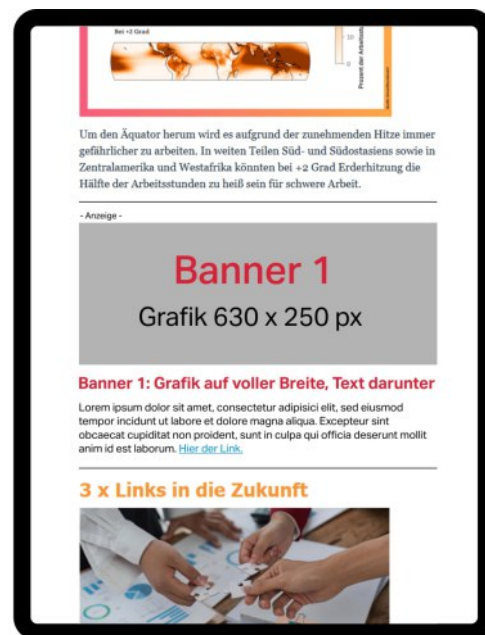 Bei +2 Grad
10
0
Prozent der Arbeitsstu
Um den Äquator herum wird es aufgrund der zunehmenden Hitze immer
gefährlicher zu arbeiten. In weiten Teilen Süd- und Südostasiens sowie in
Zentralamerika und Westafrika könnten bei +2 Grad Erderhitzung die
Hälfte der Arbeitsstunden zu heiß sein für schwere Arbeit.
- Anzeige -
Banner 1
Grafik 630 x 250 px
Banner 1: Grafik auf voller Breite, Text darunter
Lorem ipsum dolor sit amet, consectetur adipisici elit, sed eiusmod
tempor incidunt ut labore et dolore magna aliqua. Excepteur sint
obcaecat cupiditat non proident, sunt in culpa qui officia deserunt mollit
anim id est laborum. Hier der Link.
3 x Links in die Zukunft